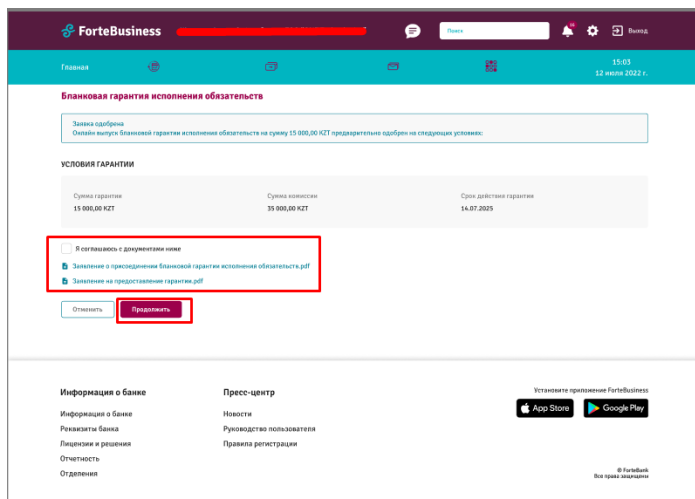 ForteBusiness
Поиск
16
Выход
Главная
15:03
12 июля 2022 г.
Бланковая гарантия исполнения обязательств
Заявка одобрена
Онлайн выпуск бланковой гарантии исполнения обязательств на сумму 15 000,00 KZT предварительно одобрен на следующих условиях:
УСЛОВИЯ ГАРАНТИИ
Сумма гарантии
Сумма комиссии
Срок действия гарантии
15 000,00 KZT
35 000,00 KZT
14.07.2025
Я соглашаюсь с документами ниже
Заявление о присоединении бланковой гарантии исполнения обязательств.pdf
Заявление на предоставление гарантии.pdf
Отменить
Продолжить
Информация о банке
Пресс-центр
Установите приложение ForteBusiness
App Store
Google Play
Информация о банке
Новости
Реквизиты банка
Руководство пользователя
Лицензии и решения
Правила регистрации
Отчетность
Отделения
© ForteBank
Все права защищены